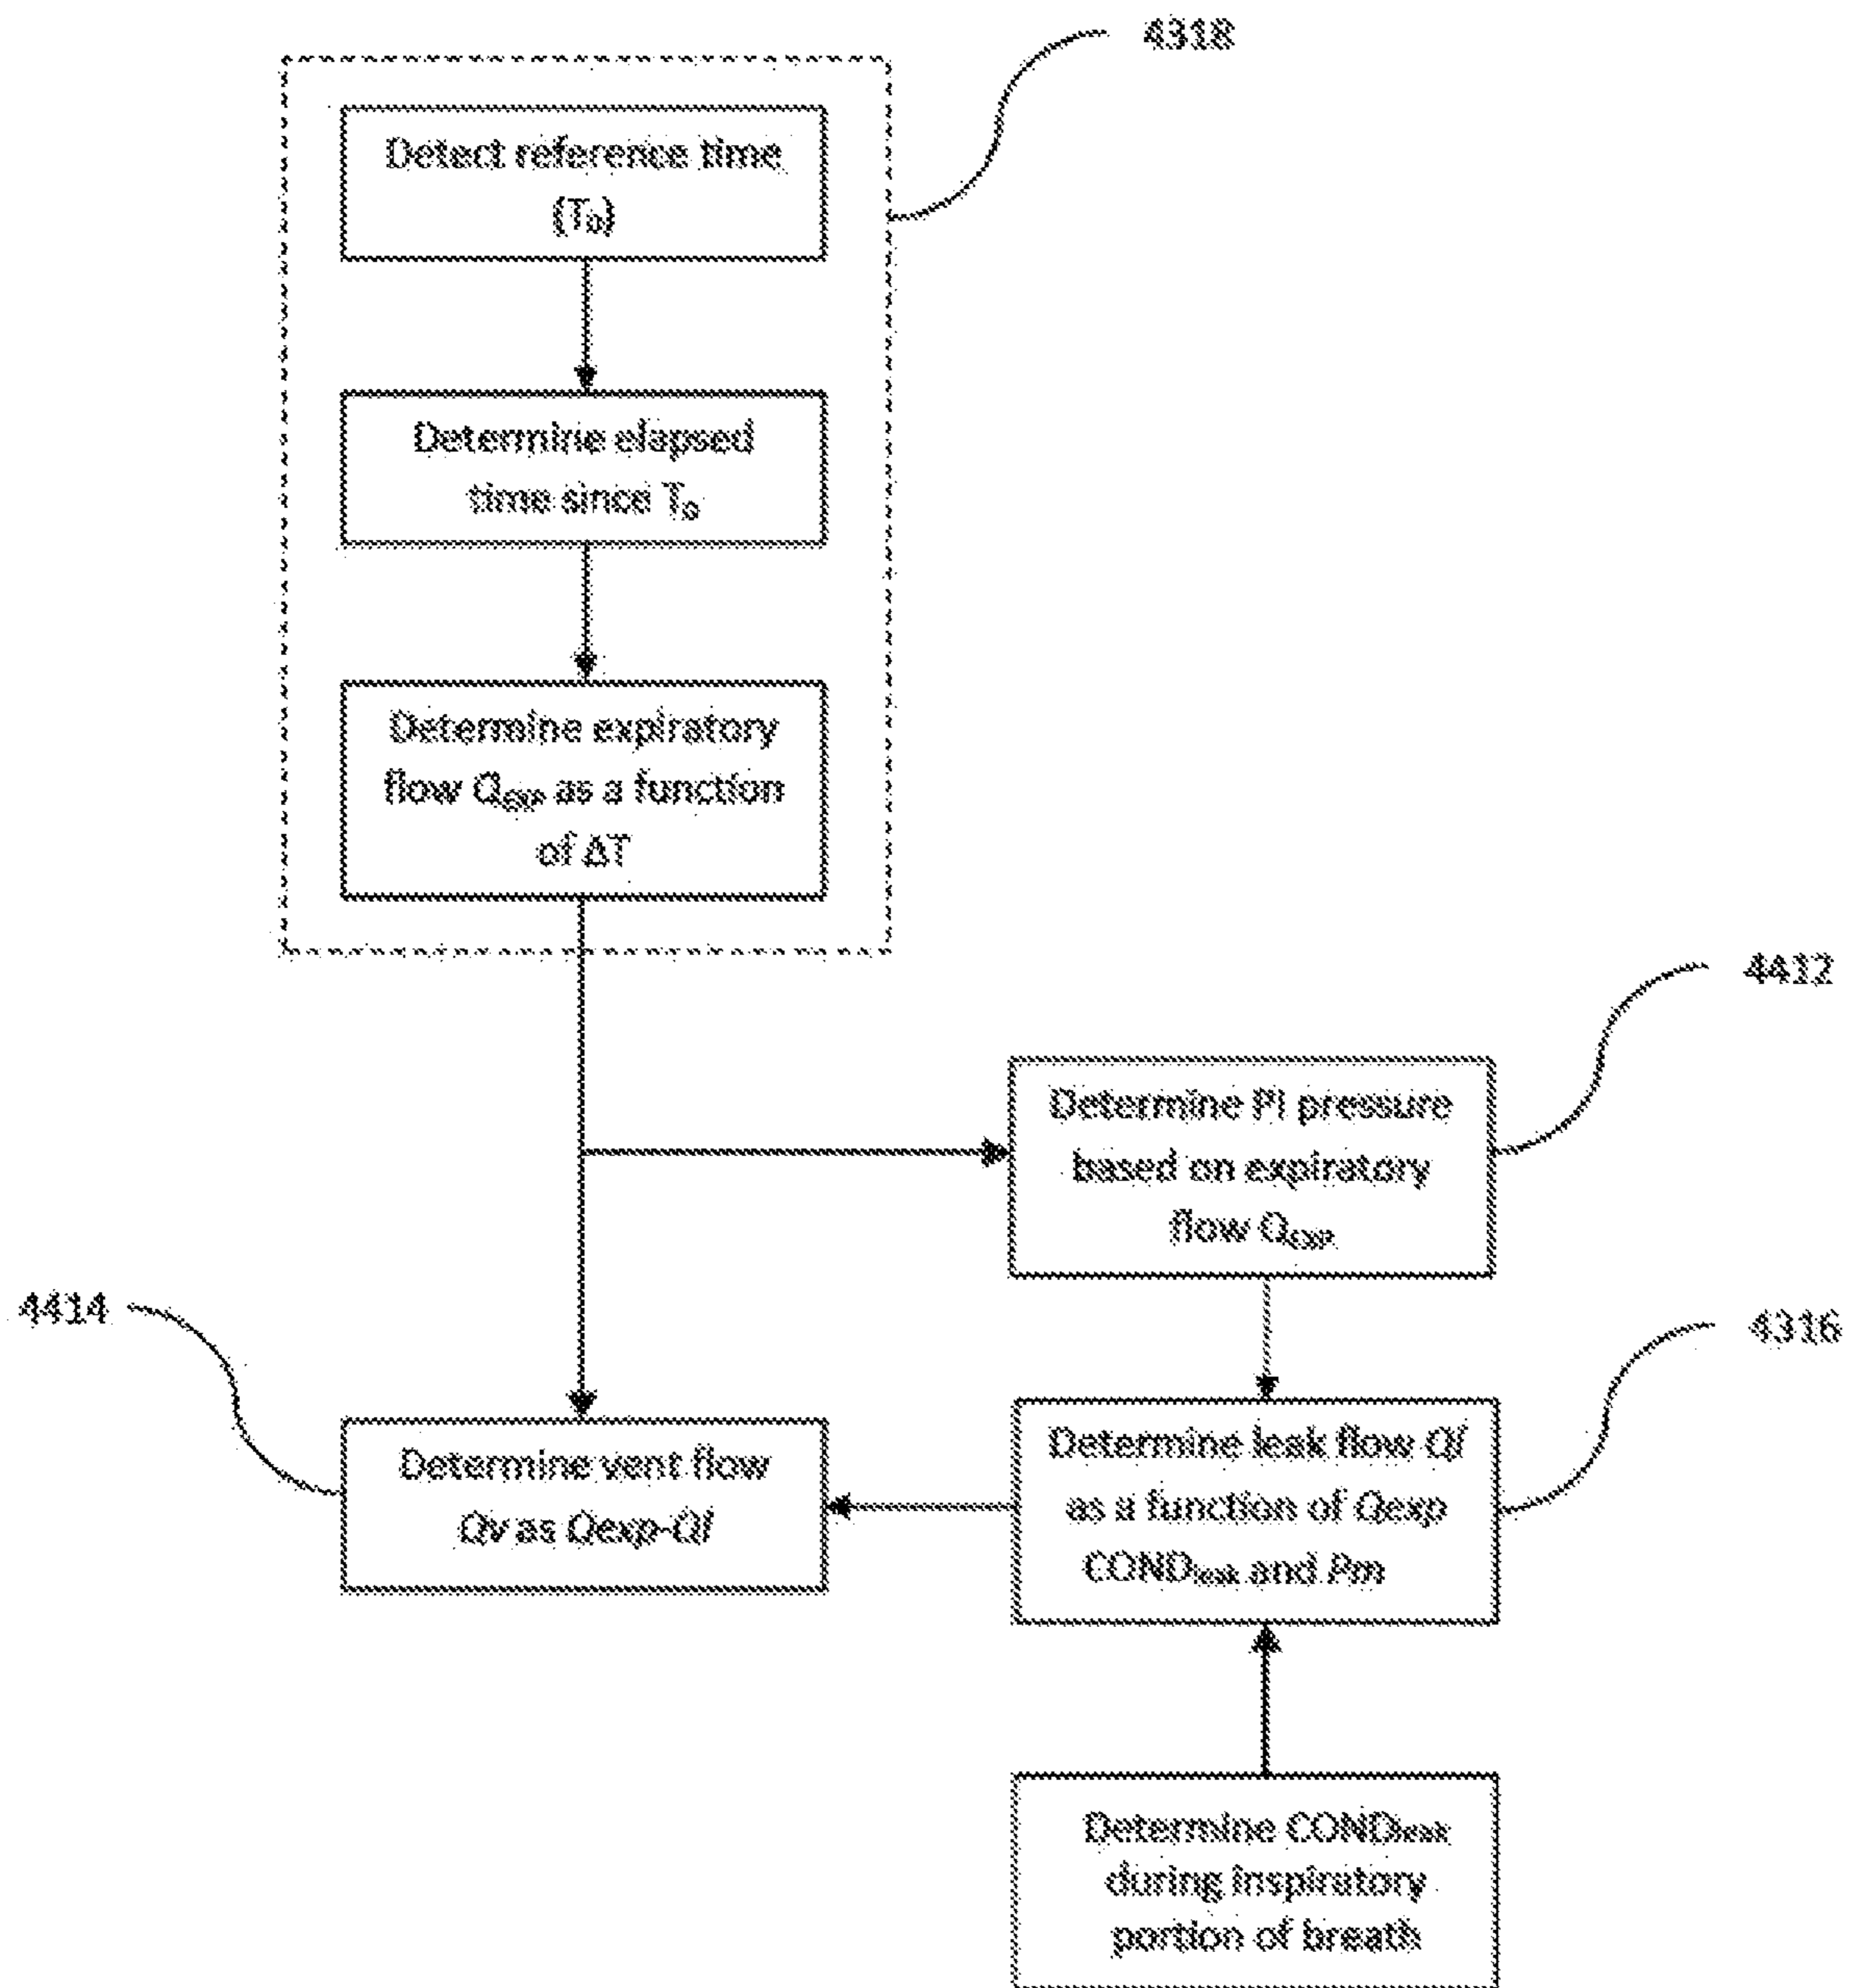 4318
Detect reference time
(T₀)
Determine elapsed
time since T₀
Determine expiratory
flow Qₑₓₚ as a function
of ΔT
4412
Determine PI pressure
based on expiratory
flow Qₑₓₚ
4414
4316
Determine vent flow
Qv as Qexp-Ql
Determine leak flow Ql
as a function of Qexp
CONDₗₑₐₖ and Pm
Determine CONDₗₑₐₖ
during inspiratory
portion of breath